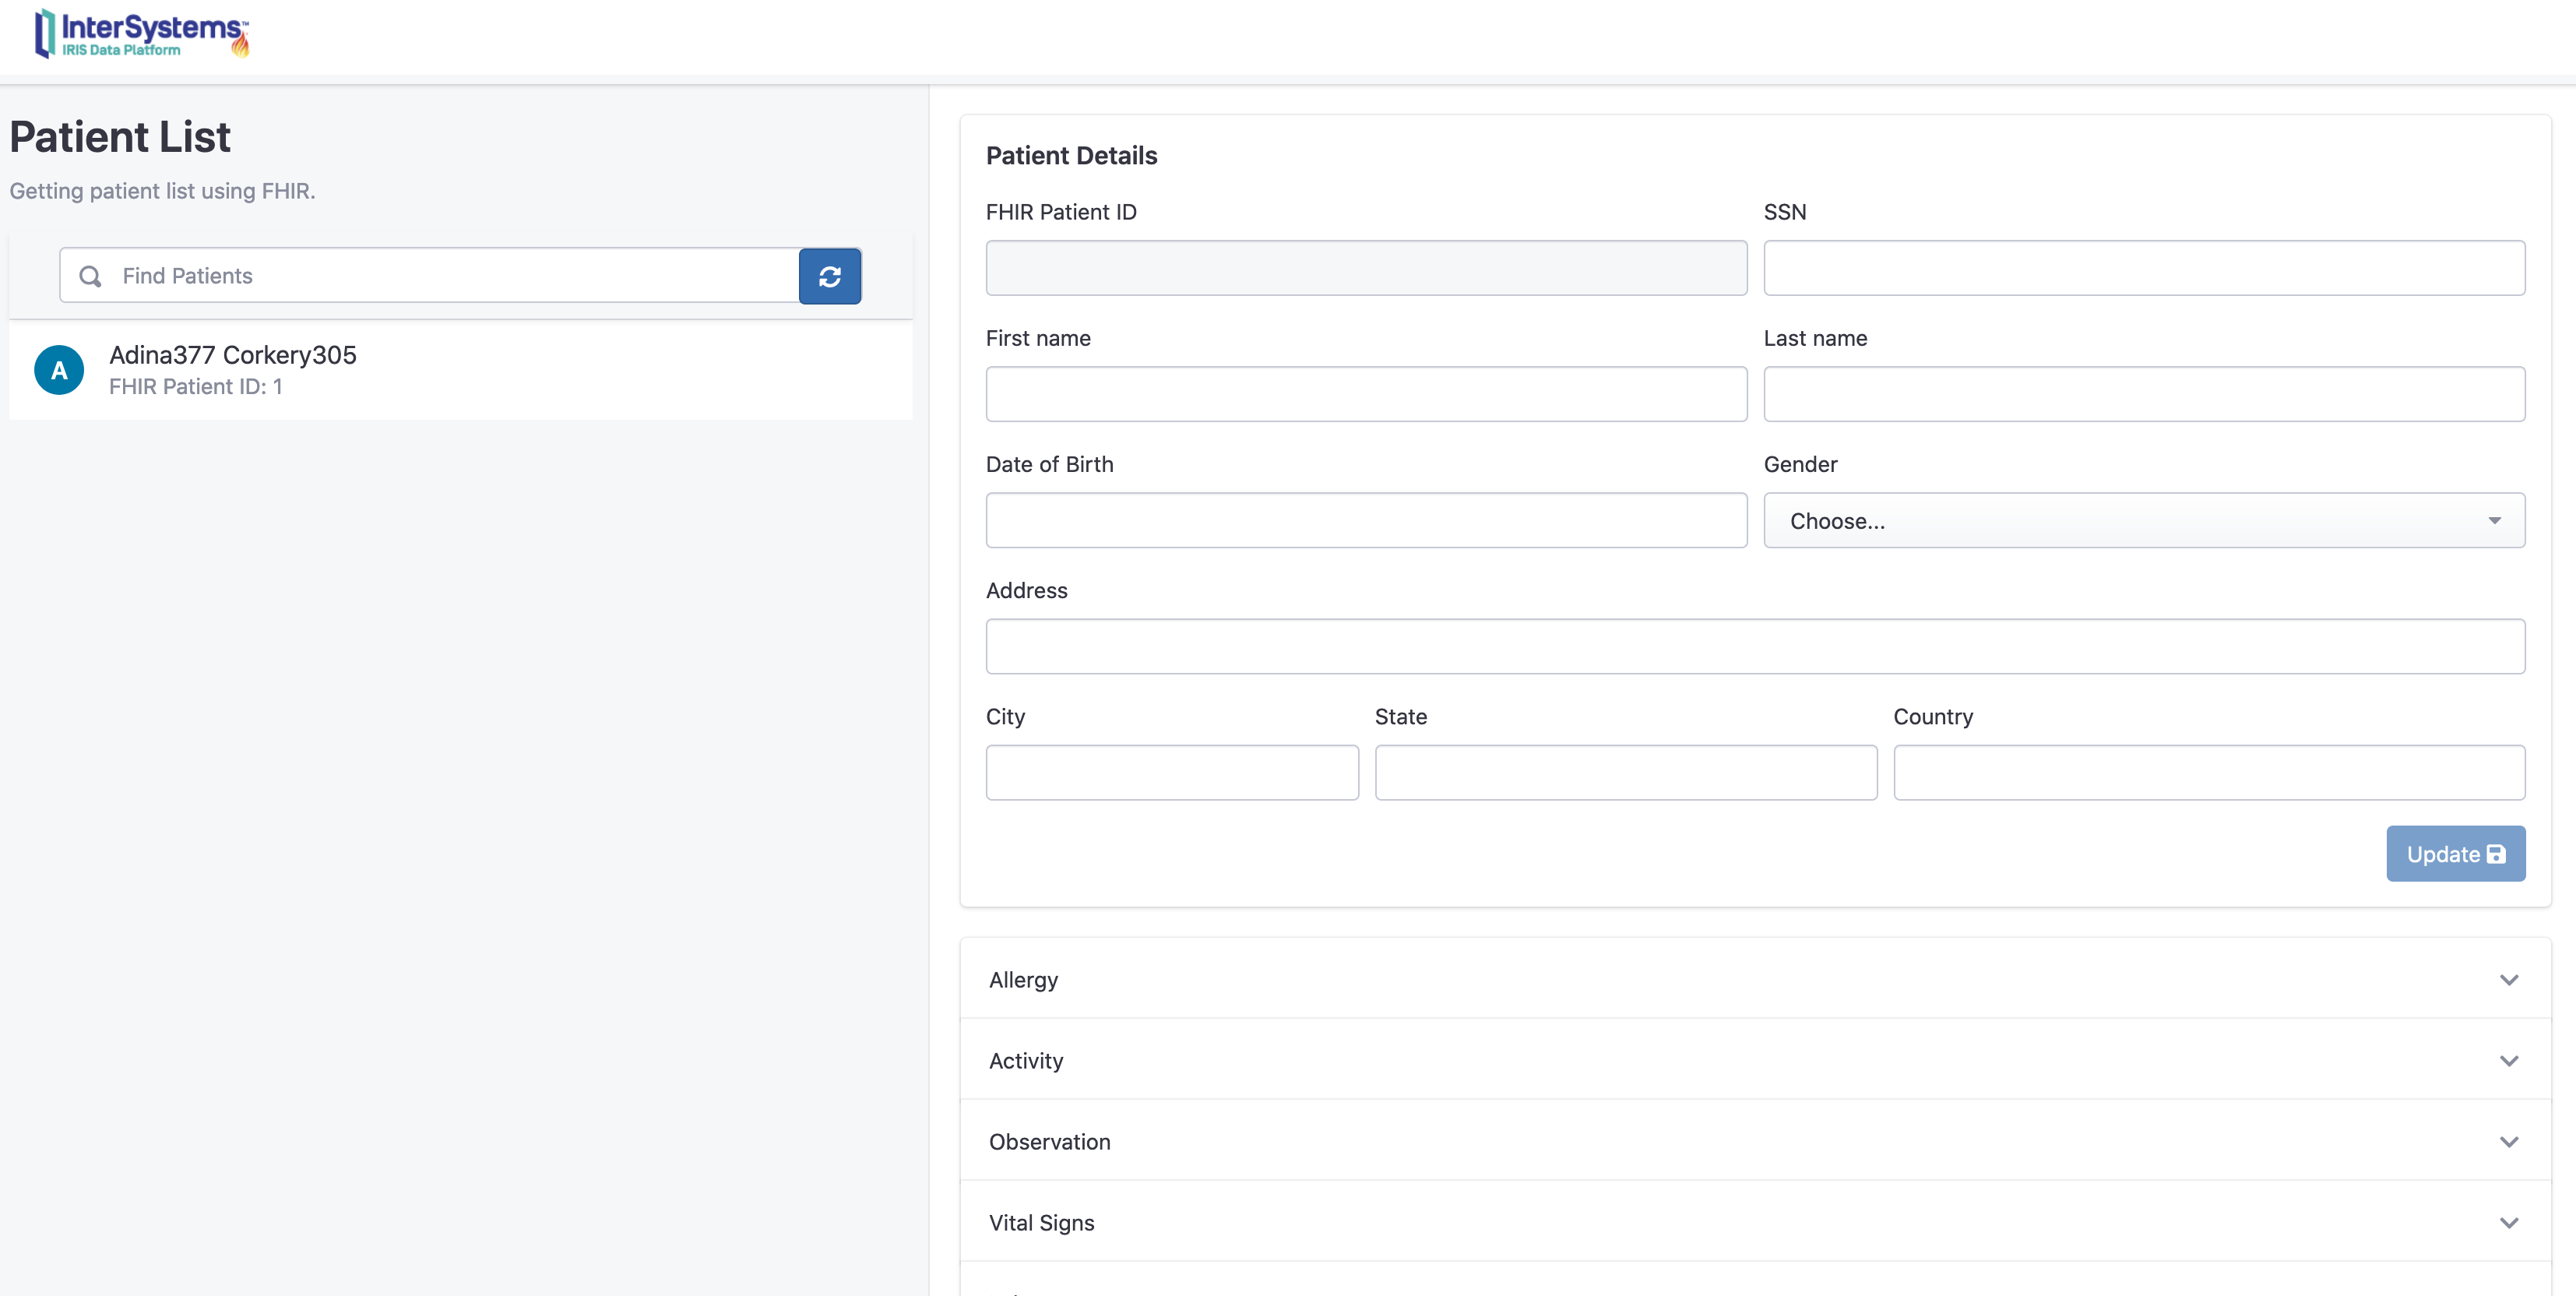 InterSystems™
IRIS Data Platform
Patient List
Getting patient list using FHIR.
Find Patients
A
Adina377 Corkery305
FHIR Patient ID: 1
Patient Details
FHIR Patient ID
SSN
First name
Last name
Date of Birth
Gender
Choose...
Address
City
State
Country
Update
Allergy
Activity
Observation
Vital Signs